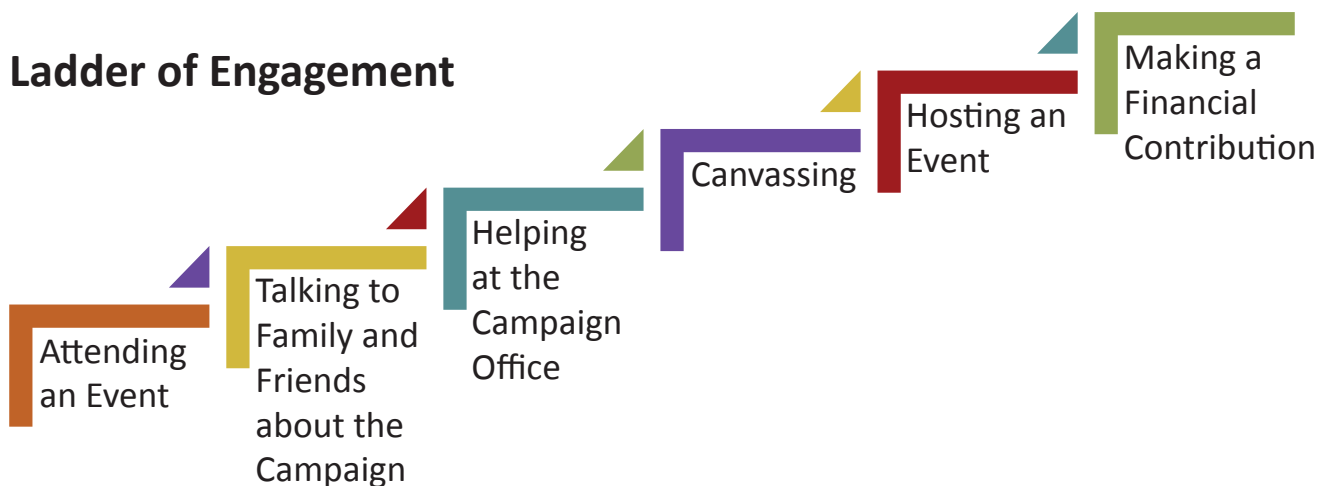 Ladder of Engagement
Attending
an Event
Talking to
Family and
Friends
about the
Campaign
Helping
at the
Campaign
Office
Canvassing
Hosting an
Event
Making a
Financial
Contribution